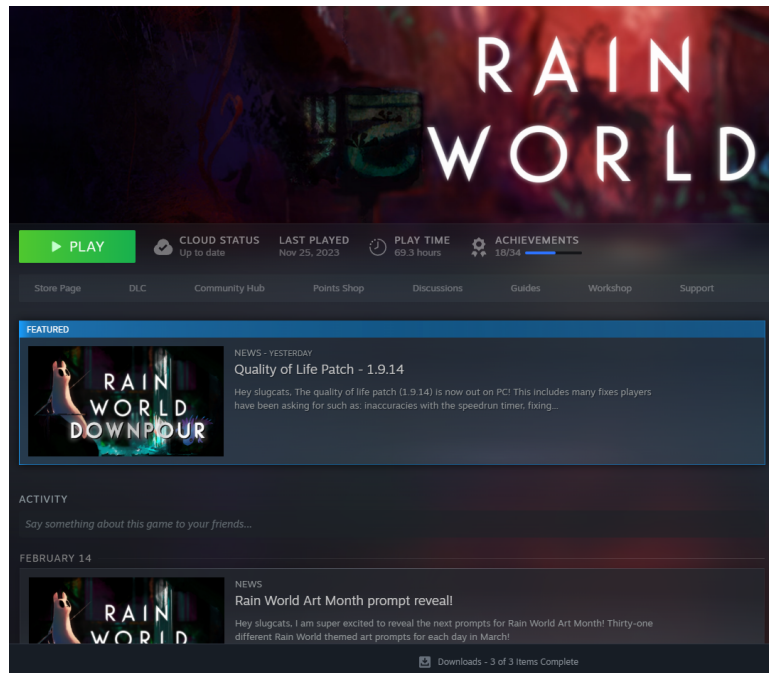 RAIN
WORLD
PLAY
CLOUD STATUS
Up to date
LAST PLAYED
Nov 25, 2023
PLAY TIME
69.3 hours
ACHIEVEMENTS
18/34
Store Page
DLC
Community Hub
Points Shop
Discussions
Guides
Workshop
Support
FEATURED
RAIN
WORLD
DOWNPOUR
NEWS - YESTERDAY
Quality of Life Patch - 1.9.14
Hey slugcats, The quality of life patch (1.9.14) is now out on PC! This includes many fixes players
have been asking for such as: inaccuracies with the speedrun timer, fixing...
ACTIVITY
Say something about this game to your friends...
FEBRUARY 14
RAIN
WORLD
NEWS
Rain World Art Month prompt reveal!
Hey slugcats, I am super excited to reveal the next prompts for Rain World Art Month! Thirty-one
different Rain World themed art prompts for each day in March!
Downloads - 3 of 3 Items Complete